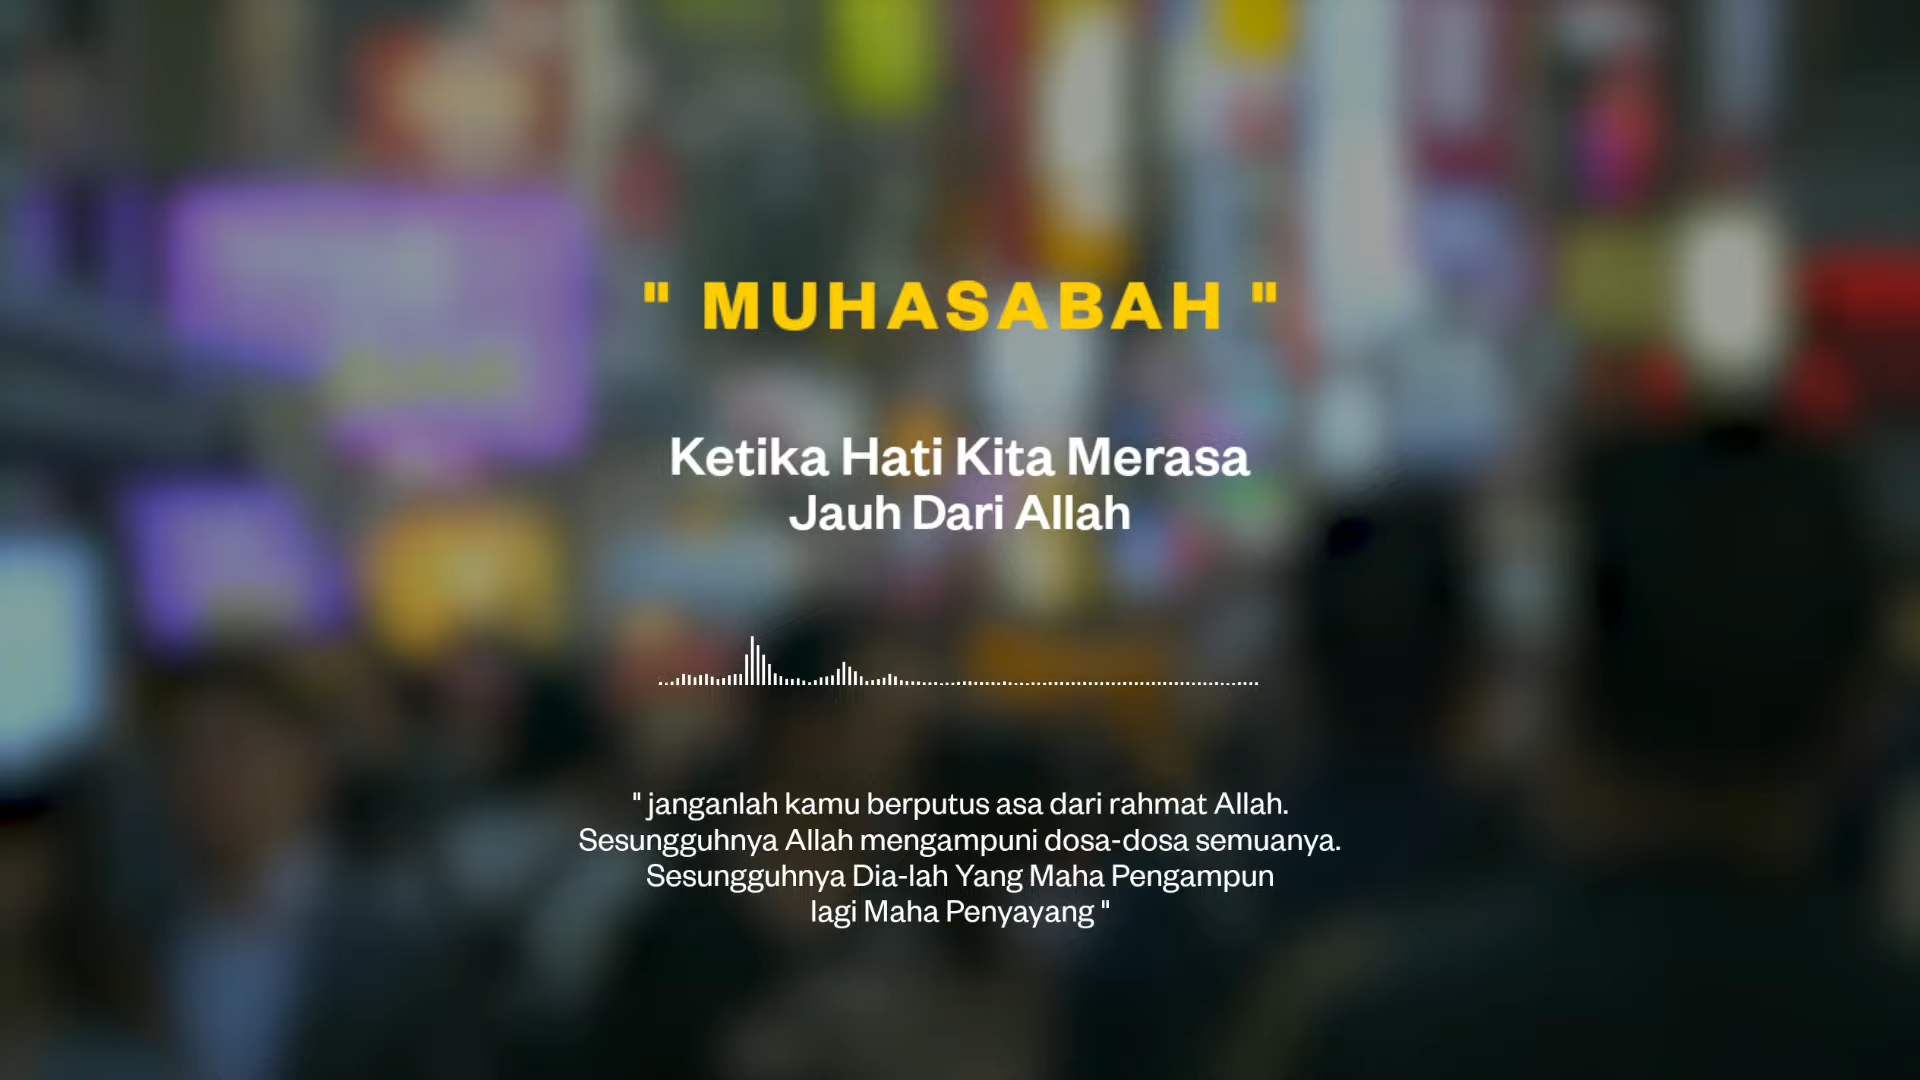 " MUHASABAH "
Ketika Hati Kita Merasa
Jauh Dari Allah
" janganlah kamu berputus asa dari rahmat Allah.
Sesungguhnya Allah mengampuni dosa-dosa semuanya.
Sesungguhnya Dia-lah Yang Maha Pengampun
lagi Maha Penyayang "